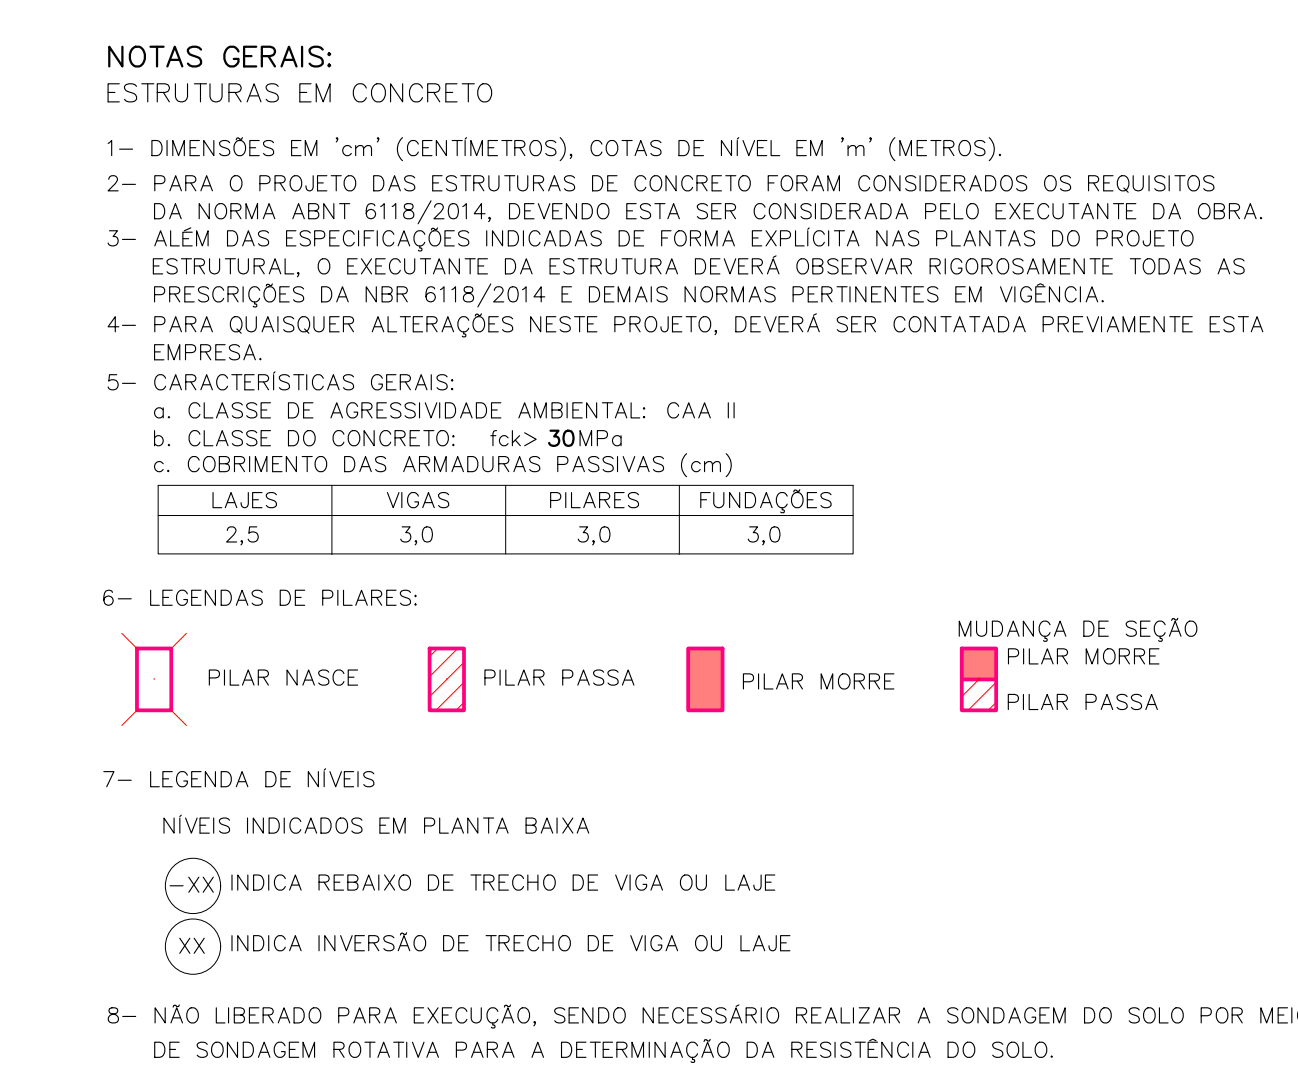 NOTAS GERAIS:
ESTRUTURAS EM CONCRETO
1- DIMENSÕES EM 'cm' (CENTÍMETROS), COTAS DE NÍVEL EM 'm' (METROS).
2- PARA O PROJETO DAS ESTRUTURAS DE CONCRETO FORAM CONSIDERADOS OS REQUISITOS
DA NORMA ABNT 6118/2014, DEVENDO ESTA SER CONSIDERADA PELO EXECUTANTE DA OBRA.
3- ALÉM DAS ESPECIFICAÇÕES INDICADAS DE FORMA EXPLÍCITA NAS PLANTAS DO PROJETO
ESTRUTURAL, O EXECUTANTE DA ESTRUTURA DEVERÁ OBSERVAR RIGOROSAMENTE TODAS AS
PRESCRIÇÕES DA NBR 6118/2014 E DEMAIS NORMAS PERTINENTES EM VIGÊNCIA.
4- PARA QUAISQUER ALTERAÇÕES NESTE PROJETO, DEVERÁ SER CONTATADA PREVIAMENTE ESTA
EMPRESA.
5- CARACTERÍSTICAS GERAIS:
a. CLASSE DE AGRESSIVIDADE AMBIENTAL: CAA II
b. CLASSE DO CONCRETO: fck> 30MPa
c. COBRIMENTO DAS ARMADURAS PASSIVAS (cm)
LAJES VIGAS PILARES FUNDAÇÕES
2,5 3,0 3,0 3,0
6- LEGENDAS DE PILARES:
PILAR NASCE
PILAR PASSA
PILAR MORRE
MUDANÇA DE SEÇÃO
PILAR MORRE
PILAR PASSA
7- LEGENDA DE NÍVEIS
NÍVEIS INDICADOS EM PLANTA BAIXA
-XX INDICA REBAIXO DE TRECHO DE VIGA OU LAJE
XX INDICA INVERSÃO DE TRECHO DE VIGA OU LAJE
8- NÃO LIBERADO PARA EXECUÇÃO, SENDO NECESSÁRIO REALIZAR A SONDAGEM DO SOLO POR
DE SONDAGEM ROTATIVA PARA A DETERMINAÇÃO DA RESISTÊNCIA DO SOLO.